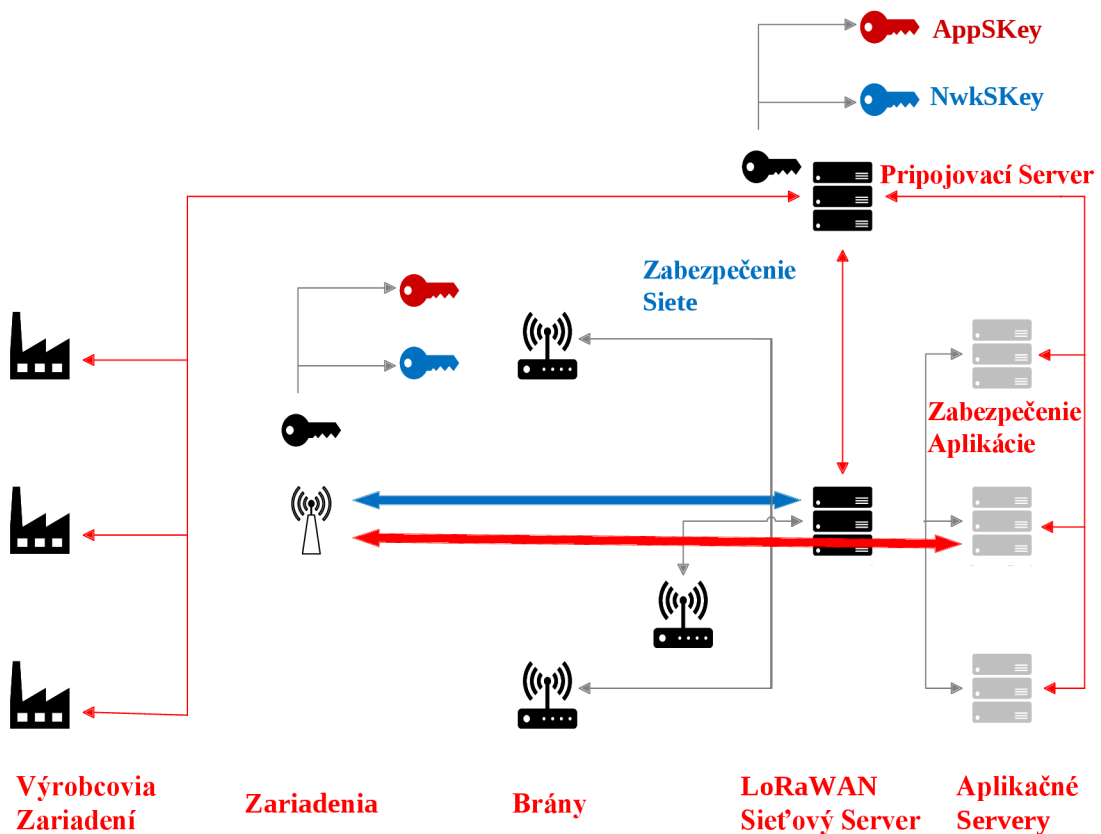 AppSKey
NwkSKey
Pripojovací Server
Zabezpečenie
Siete
Zabezpečenie
Aplikácie
Výrobcovia
Zariadení
Zariadenia
Brány
LoRaWAN
Sieťový Server
Aplikačné
Servery